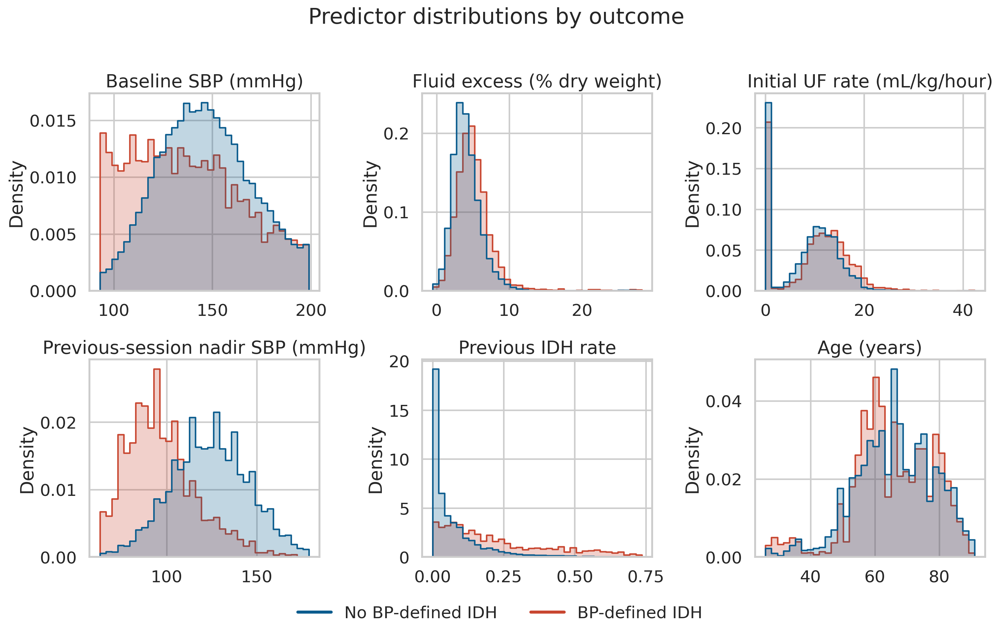 Predictor distributions by outcome
Baseline SBP (mmHg)
Density
0.015
0.010
0.005
0.000
100 150 200
Fluid excess (% dry weight)
Density
0.2
0.1
0.0
0 10 20
Initial UF rate (mL/kg/hour)
Density
0.20
0.15
0.10
0.05
0.00
0 20 40
Previous-session nadir SBP (mmHg)
Density
0.02
0.01
0.00
100 150
Previous IDH rate
Density
20
15
10
5
0
0.00 0.25 0.50 0.75
Age (years)
Density
0.04
0.02
0.00
40 60 80
No BP-defined IDH BP-defined IDH